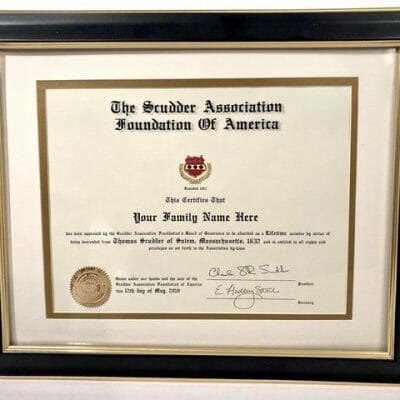 The Scudder Association
Foundation Of America
This Certifies That
Your Family Name Here
has been approved by the Scudder Association Foundation's Board of Governors to be admitted as a Lifetime member by virtue of
being descended from Thomas Scudder of Salem, Massachusetts, 1632 and is entitled to all rights and
privileges as set forth in the Association by-laws
Given under our hands and the seal of the
Scudder Association Foundation of America
this 12th day of May, 2018
President
Secretary